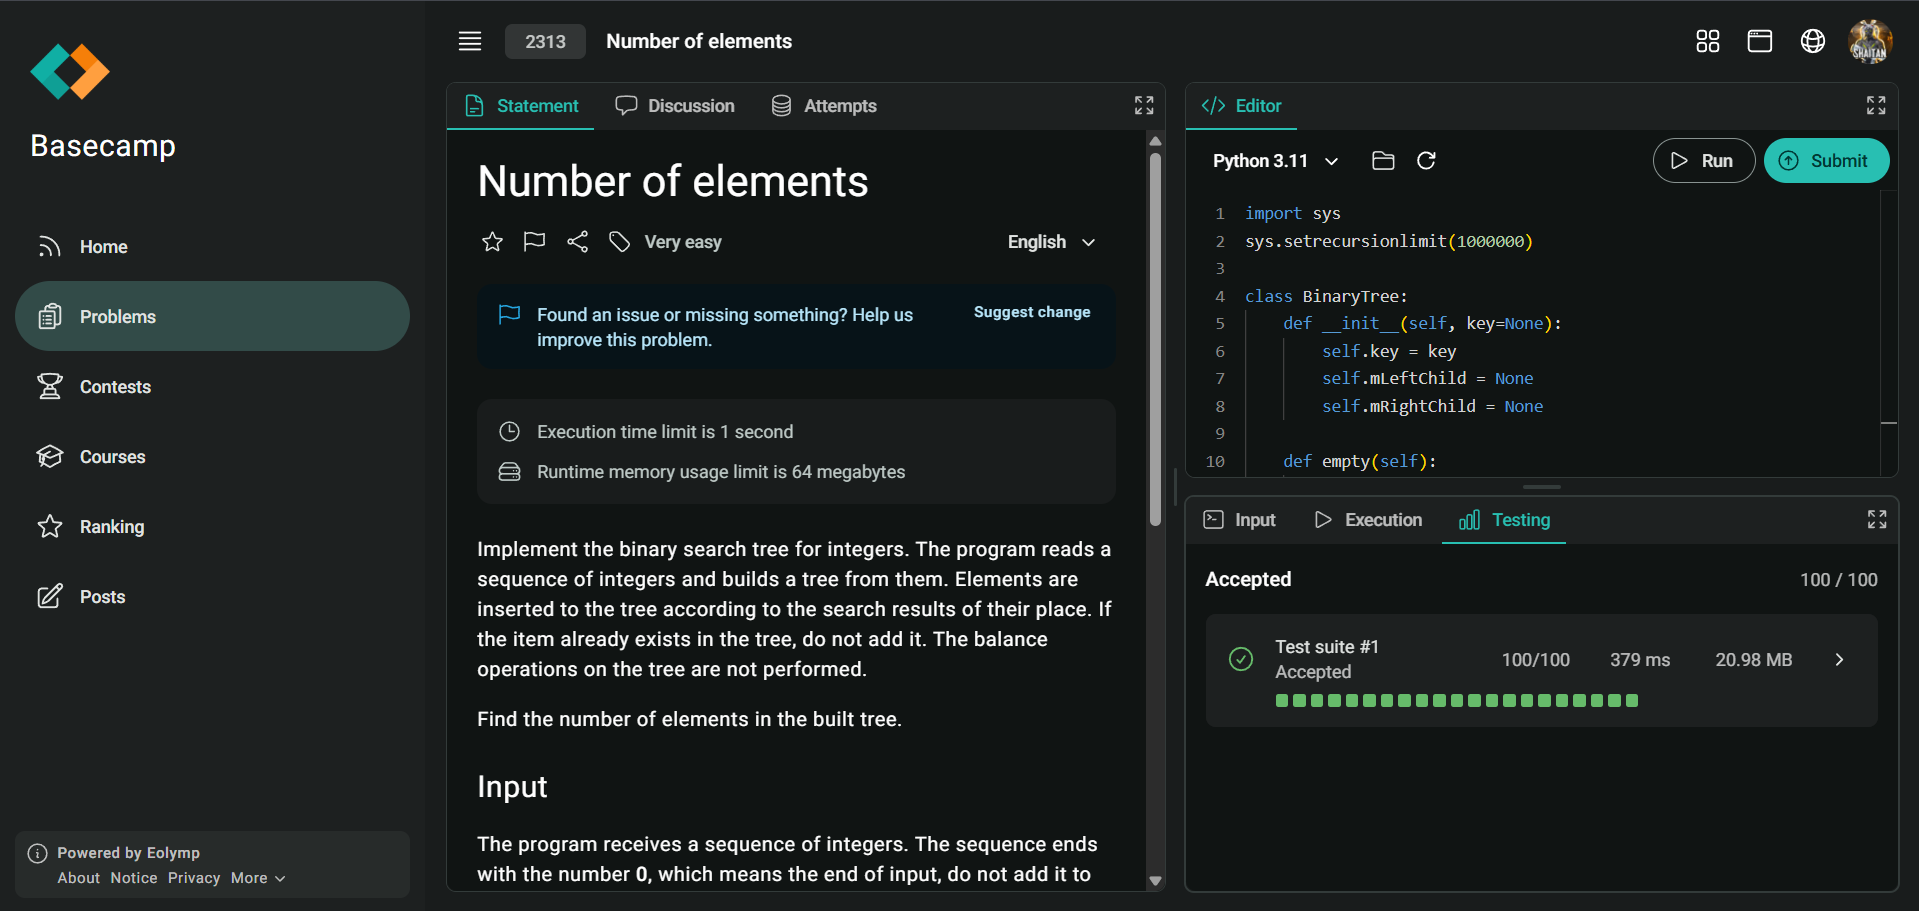 Basecamp
Home
Problems
Contests
Courses
Ranking
Posts
Powered by Eolymp
About Notice Privacy More
2313 Number of elements
Statement Discussion Attempts
Number of elements
Very easy
English
Found an issue or missing something? Help us
improve this problem.
Suggest change
Execution time limit is 1 second
Runtime memory usage limit is 64 megabytes
Implement the binary search tree for integers. The program reads a
sequence of integers and builds a tree from them. Elements are
inserted to the tree according to the search results of their place. If
the item already exists in the tree, do not add it. The balance
operations on the tree are not performed.
Find the number of elements in the built tree.
Input
The program receives a sequence of integers. The sequence ends
with the number 0, which means the end of input, do not add it to
SHAITAN
Editor
Python 3.11
Run
Submit
1 import sys
2 sys.setrecursionlimit(1000000)
3
4 class BinaryTree:
5 def __init__(self, key=None):
6 self.key = key
7 self.mLeftChild = None
8 self.mRightChild = None
9
10 def empty(self):
Input Execution Testing
Accepted 100 / 100
Test suite #1
Accepted
100/100 379 ms 20.98 MB